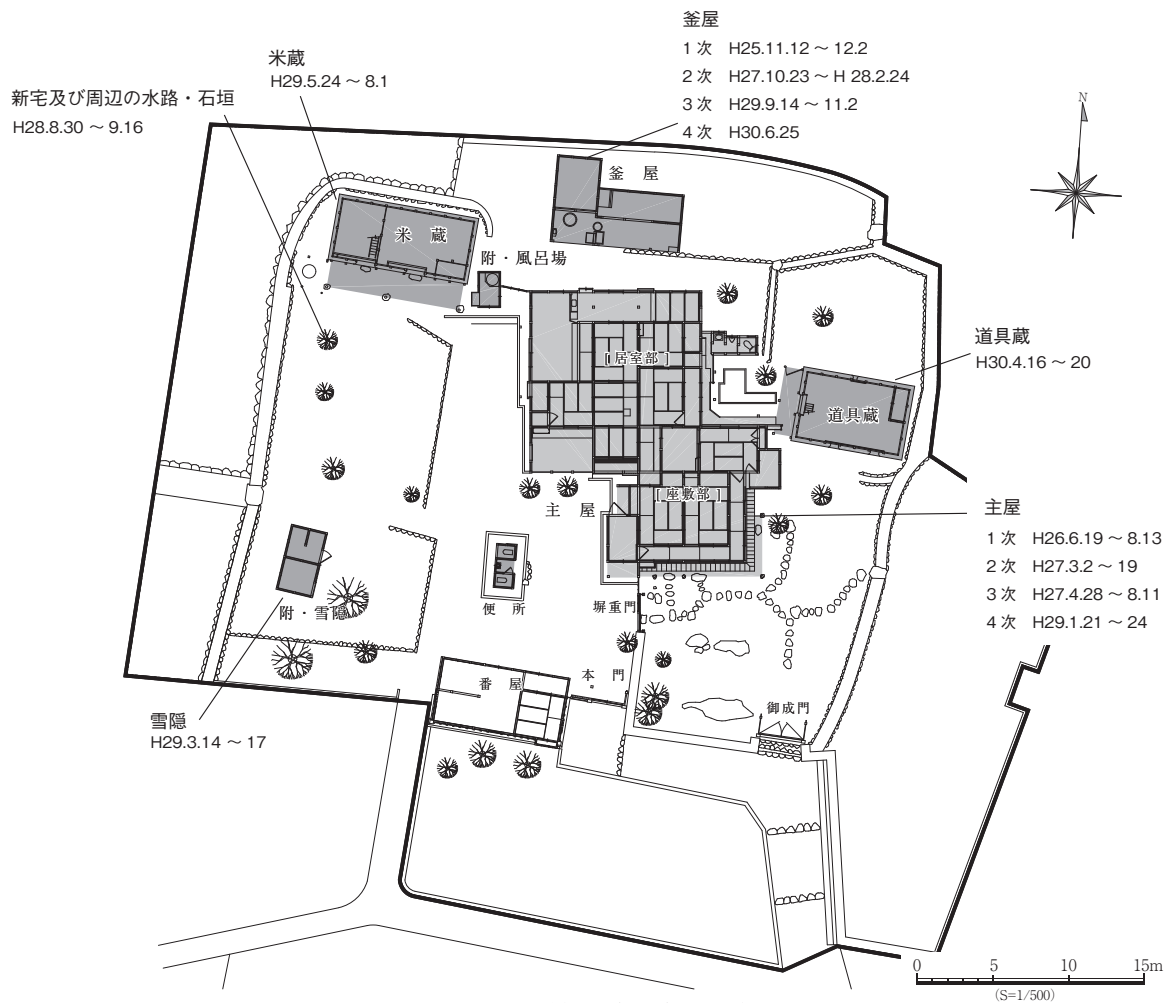 釜屋
1 次 H25.11.12 ～ 12.2
2 次 H27.10.23 ～ H 28.2.24
3 次 H29.9.14 ～ 11.2
4 次 H30.6.25
米蔵
H29.5.24 ～ 8.1
新宅及び周辺の水路・石垣
H28.8.30 ～ 9.16
N
釜 屋
米 蔵
附・風呂場
道具蔵
H30.4.16 ～ 20
[ 居室部 ]
道具蔵
[ 座敷部 ]
主 屋
主屋
1 次 H26.6.19 ～ 8.13
2 次 H27.3.2 ～ 19
3 次 H27.4.28 ～ 8.11
4 次 H29.1.21 ～ 24
附・雪隠
便 所
塀重門
番 屋
本 門
御成門
雪隠
H29.3.14 ～ 17
0 5 10 15m
(S=1/500)